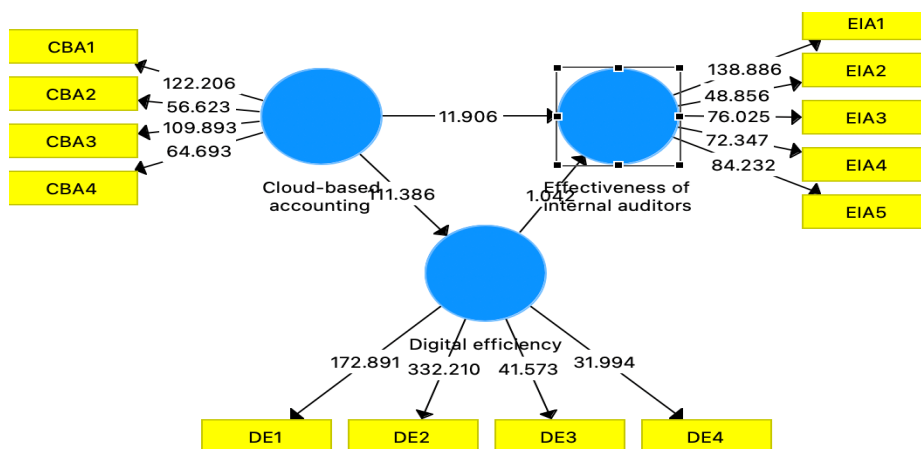 CBA1
CBA2
CBA3
CBA4
122.206
56.623
109.893
64.693
Cloud-based
accounting
11.906
111.386
1.042
Effectiveness of
internal auditors
138.886
48.856
76.025
72.347
84.232
EIA1
EIA2
EIA3
EIA4
EIA5
Digital efficiency
172.891
332.210
41.573
31.994
DE1
DE2
DE3
DE4